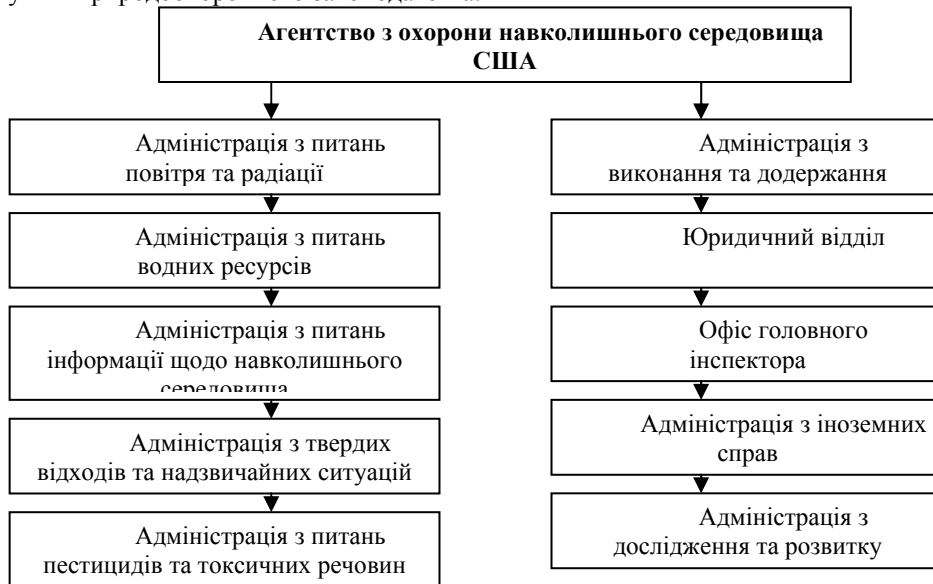 Агентство з охорони навколишнього середовища
США
Адміністрація з питань
повітря та радіації
Адміністрація з питань
водних ресурсів
Адміністрація з питань
інформації щодо навколишнього
середовища
Адміністрація з твердих
відходів та надзвичайних ситуацій
Адміністрація з питань
пестицидів та токсичних речовин
Адміністрація з
виконання та додержання
Юридичний відділ
Офіс головного
інспектора
Адміністрація з іноземних
справ
Адміністрація з
дослідження та розвитку